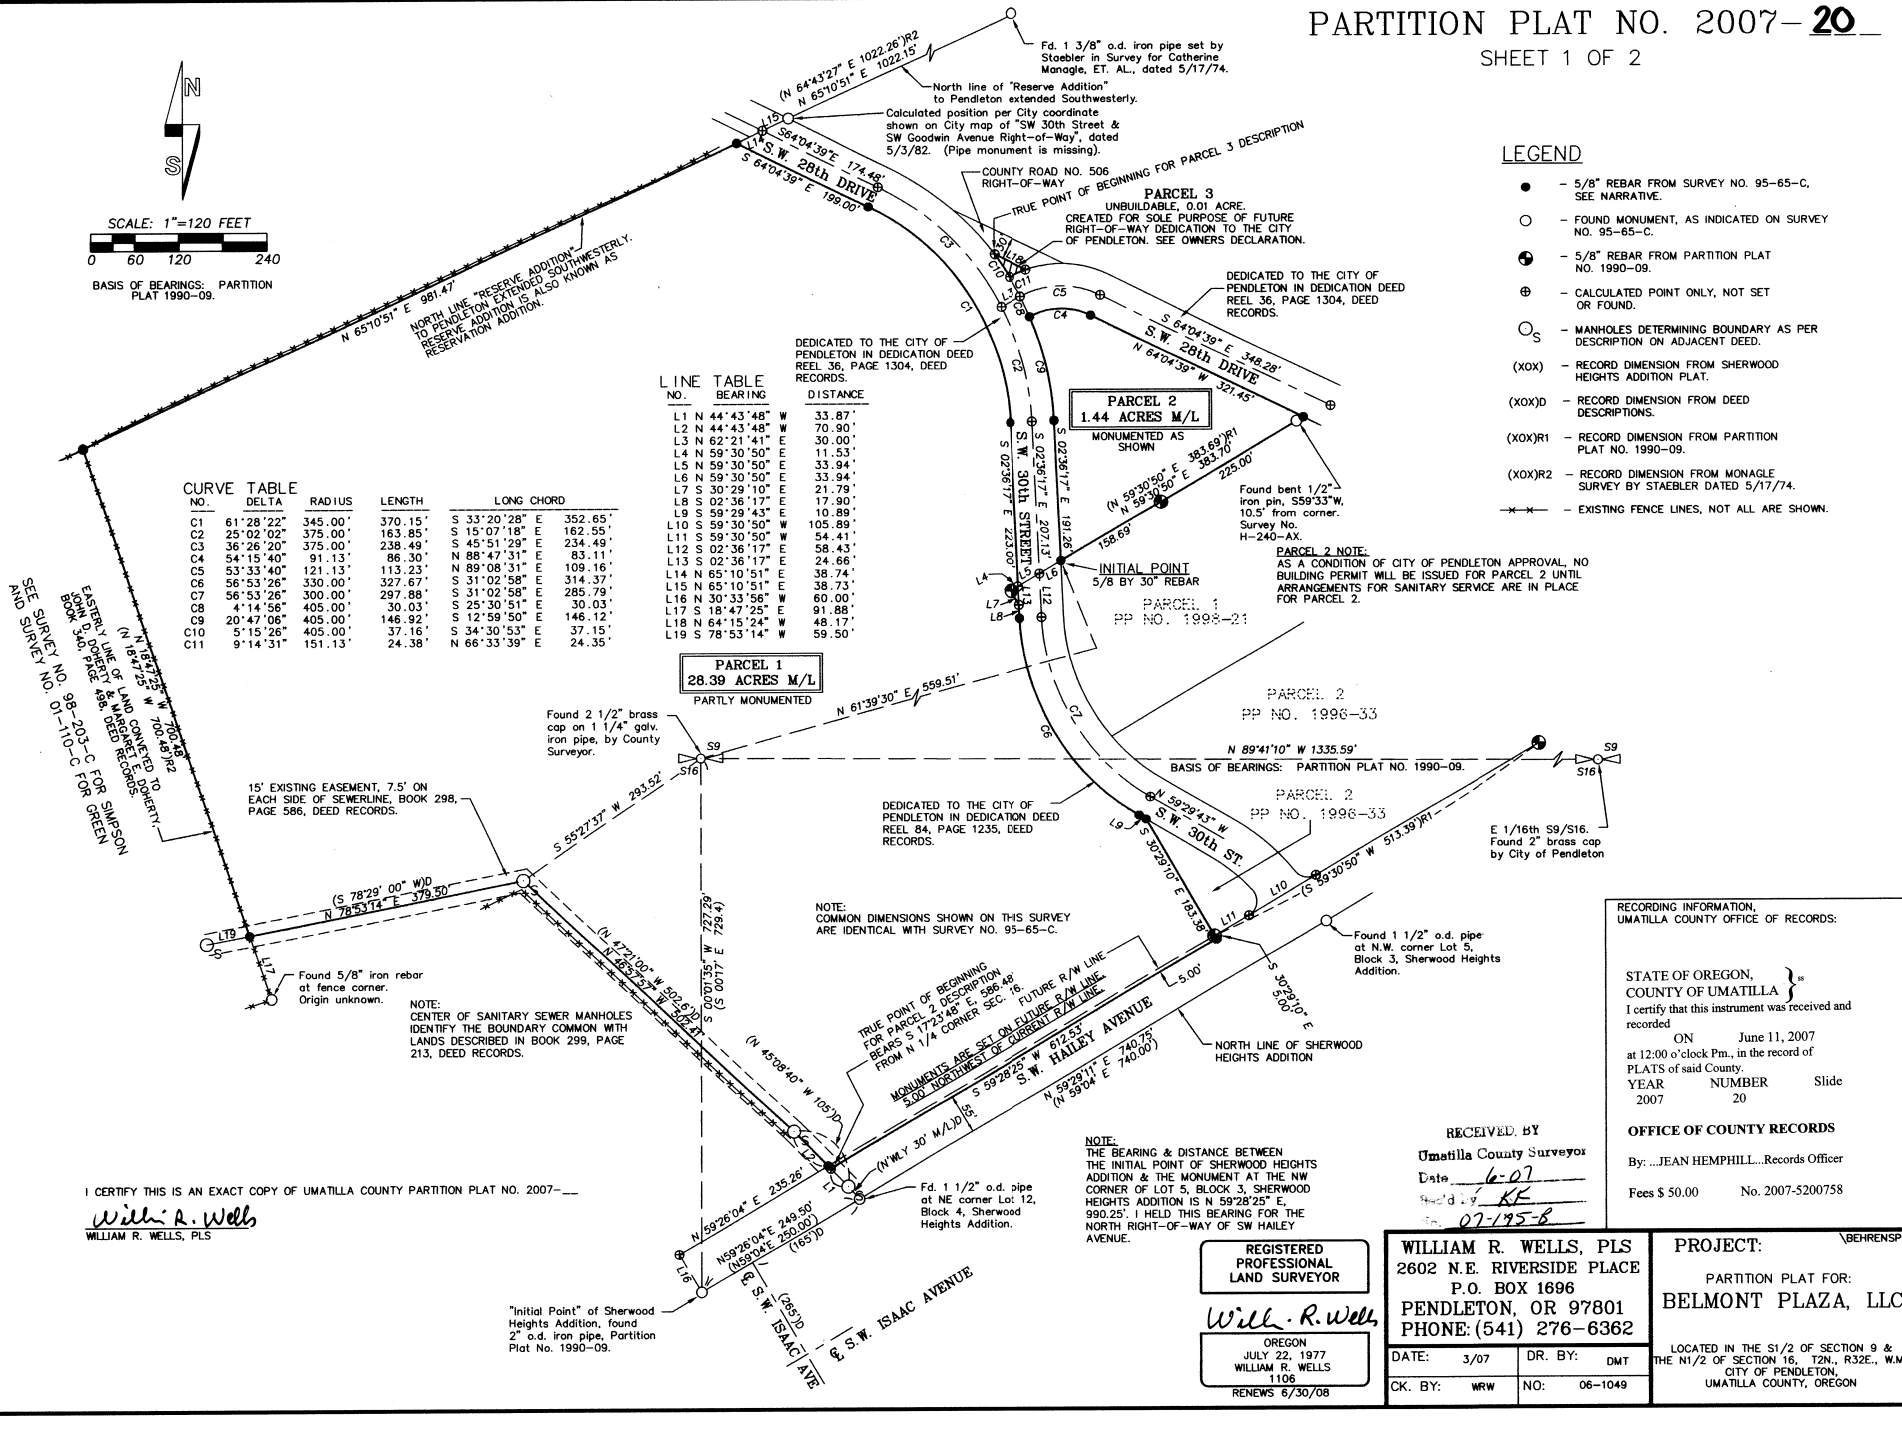 PARTITION PLAT NO. 2007-20
SHEET 1 OF 2
N
S
SCALE: 1"=120 FEET
0 60 120 240
BASIS OF BEARINGS: PARTITION
PLAT 1990-09.
(N 64°43'27" E 1022.26')R2
N 65°10'51" E 1022.15'
Fd. 1 3/8" o.d. iron pipe set by
Staebler in Survey for Catherine
Manogle, ET. AL., dated 5/17/74.
North line of "Reserve Addition"
to Pendleton extended Southwesterly.
Calculated position per City coordinate
shown on City map of "SW 30th Street &
SW Goodwin Avenue Right-of-Way", dated
5/3/82. (Pipe monument is missing).
L15
L14
S64°04'39"E 174.48'
S.W. 28th DRIVE
S 64°04'39" E 199.00'
COUNTY ROAD NO. 506
RIGHT-OF-WAY
TRUE POINT OF BEGINNING FOR PARCEL 3 DESCRIPTION
PARCEL 3
UNBUILDABLE, 0.01 ACRE.
CREATED FOR SOLE PURPOSE OF FUTURE
RIGHT-OF-WAY DEDICATION TO THE CITY
OF PENDLETON. SEE OWNERS DECLARATION.
30'
L18
C10
C11
L3
C8
C5
C4
C3
C1
C2
C9
DEDICATED TO THE CITY OF
PENDLETON IN DEDICATION DEED
REEL 36, PAGE 1304, DEED
RECORDS.
S 64°04'39" E 348.28'
S.W. 28th DRIVE
N 64°04'39" W 321.45'
DEDICATED TO THE CITY OF
PENDLETON IN DEDICATION DEED
REEL 36, PAGE 1304, DEED
RECORDS.
LEGEND
- 5/8" REBAR FROM SURVEY NO. 95-65-C,
SEE NARRATIVE.
- FOUND MONUMENT, AS INDICATED ON SURVEY
NO. 95-65-C.
- 5/8" REBAR FROM PARTITION PLAT
NO. 1990-09.
- CALCULATED POINT ONLY, NOT SET
OR FOUND.
S - MANHOLES DETERMINING BOUNDARY AS PER
DESCRIPTION ON ADJACENT DEED.
(XOX) - RECORD DIMENSION FROM SHERWOOD
HEIGHTS ADDITION PLAT.
(XOX)D - RECORD DIMENSION FROM DEED
DESCRIPTIONS.
(XOX)R1 - RECORD DIMENSION FROM PARTITION
PLAT NO. 1990-09.
(XOX)R2 - RECORD DIMENSION FROM MONAGLE
SURVEY BY STAEBLER DATED 5/17/74.
- EXISTING FENCE LINES, NOT ALL ARE SHOWN.
N 65°10'51" E 981.47'
NORTH LINE "RESERVE ADDITION"
TO PENDLETON EXTENDED SOUTHWESTERLY.
RESERVE ADDITION IS ALSO KNOWN AS
RESERVATION ADDITION.
LINE TABLE
NO. BEARING DISTANCE
L1 N 44°43'48" W 33.87'
L2 N 44°43'48" W 70.90'
L3 N 62°21'41" E 30.00'
L4 N 59°30'50" E 11.53'
L5 N 59°30'50" E 33.94'
L6 N 59°30'50" E 33.94'
L7 S 30°29'10" E 21.79'
L8 S 02°36'17" E 17.90'
L9 S 59°29'43" E 10.89'
L10 S 59°30'50" W 105.89'
L11 S 59°30'50" W 54.41'
L12 S 02°36'17" E 58.43'
L13 S 02°36'17" E 24.66'
L14 N 65°10'51" E 38.74'
L15 N 65°10'51" E 38.73'
L16 N 30°33'56" W 60.00'
L17 S 18°47'25" E 91.88'
L18 N 64°15'24" W 48.17'
L19 S 78°53'14" W 59.50'
CURVE TABLE
NO. DELTA RADIUS LENGTH LONG CHORD
C1 61°28'22" 345.00' 370.15' S 33°20'28" E 352.65'
C2 25°02'02" 375.00' 163.85' S 15°07'18" E 162.55'
C3 36°26'20" 375.00' 238.49' S 45°51'29" E 234.49'
C4 54°15'40" 91.13' 86.30' N 88°47'31" E 83.11'
C5 53°33'40" 121.13' 113.23' N 89°08'31" E 109.16'
C6 56°53'26" 330.00' 327.67' S 31°02'58" E 314.37'
C7 56°53'26" 300.00' 297.88' S 31°02'58" E 285.79'
C8 4°14'56" 405.00' 30.03' S 25°30'51" E 30.03'
C9 20°47'06" 405.00' 146.92' S 12°59'50" E 146.12'
C10 5°15'26" 405.00' 37.16' S 34°30'53" E 37.15'
C11 9°14'31" 151.13' 24.38' N 66°33'39" E 24.35'
PARCEL 2
1.44 ACRES M/L
MONUMENTED AS
SHOWN
(N 59°30'50" E 383.69')R1
N 59°30'50" E 383.70'
225.00'
158.69'
Found bent 1/2"
iron pin, S59°33"W,
10.5' from corner.
Survey No.
H-240-AX.
S 02°36'17" E 223.00'
S.W. 30th STREET
S 02°36'17" E 207.13'
S 02°36'17" E 191.26'
INITIAL POINT
5/8 BY 30" REBAR
L4
L5
L6
L7
L8
L12
L13
PARCEL 2 NOTE:
AS A CONDITION OF CITY OF PENDLETON APPROVAL, NO
BUILDING PERMIT WILL BE ISSUED FOR PARCEL 2 UNTIL
ARRANGEMENTS FOR SANITARY SERVICE ARE IN PLACE
FOR PARCEL 2.
PARCEL 1
PP NO. 1998-21
PARCEL 2
PP NO. 1996-33
PARCEL 1
28.39 ACRES M/L
PARTLY MONUMENTED
N 61°39'30" E 559.51'
Found 2 1/2" brass
cap on 1 1/4" galv.
iron pipe, by County
Surveyor.
S9
S16
N 89°41'10" W 1335.59'
BASIS OF BEARINGS: PARTITION PLAT NO. 1990-09.
S9
S16
E 1/16th S9/S16.
Found 2" brass cap
by City of Pendleton
PARCEL 2
PP NO. 1996-33
C7
C6
DEDICATED TO THE CITY OF
PENDLETON IN DEDICATION DEED
REEL 84, PAGE 1235, DEED
RECORDS.
N 59°29'43" W
S.W. 30th ST.
L9
S 30°29'10" E 183.38'
L10
L11
(S 59°30'50" W 513.39')R1
N 18°47'25" W 700.48'
(N 18°47'25" W 700.48')R2
EASTERLY LINE OF LAND CONVEYED TO
JOHN D. DOHERTY & MARGARET E. DOHERTY,
BOOK 340, PAGE 498, DEED RECORDS.
SEE SURVEY NO. 98-203-C FOR SIMPSON
AND SURVEY NO. 01-110-C FOR GREEN
15' EXISTING EASEMENT, 7.5' ON
EACH SIDE OF SEWERLINE, BOOK 298,
PAGE 586, DEED RECORDS.
S 55°27'37" W 293.52'
(S 78°29' 00" W)D
N 78°53'14" E 379.50'
L19
S
L17
S
Found 5/8" iron rebar
at fence corner.
Origin unknown.
NOTE:
CENTER OF SANITARY SEWER MANHOLES
IDENTIFY THE BOUNDARY COMMON WITH
LANDS DESCRIBED IN BOOK 299, PAGE
213, DEED RECORDS.
(N 47°21'00" W 502.6')D
N 46°57'57" W 502.47'
S 00°01'35" W 727.29'
(S 00°17' E 729.4)
(N 45°08'40" W 105')D
NOTE:
COMMON DIMENSIONS SHOWN ON THIS SURVEY
ARE IDENTICAL WITH SURVEY NO. 95-65-C.
TRUE POINT OF BEGINNING
FOR PARCEL 2 DESCRIPTION
BEARS S 17°23'48" E, 586.48'
FROM N 1/4 CORNER SEC. 16.
FUTURE R/W LINE
MONUMENTS ARE SET ON FUTURE R/W LINE,
5.00' NORTHWEST OF CURRENT R/W LINE.
S 59°28'25" W 612.53'
S.W. HAILEY AVENUE
N 59°29'11" E 740.75'
(N 59°04' E 740.00')
55'
5.00'
S 30°29'10" E
5.00'
Found 1 1/2" o.d. pipe
at N.W. corner Lot 5,
Block 3, Sherwood Heights
Addition.
NORTH LINE OF SHERWOOD
HEIGHTS ADDITION
(N'WLY 30' M/L)D
S
L2
L1
N 59°26'04" E 235.26'
N59°26'04"E 249.50'
(N59°04'E 250.00')
(165')D
L16
Fd. 1 1/2" o.d. pipe
at NE corner Lot 12,
Block 4, Sherwood
Heights Addition.
"Initial Point" of Sherwood
Heights Addition, found
2" o.d. iron pipe, Partition
Plat No. 1990-09.
(265')D
℄ S.W. ISAAC AVE
℄ S.W. ISAAC AVENUE
NOTE:
THE BEARING & DISTANCE BETWEEN
THE INITIAL POINT OF SHERWOOD HEIGHTS
ADDITION & THE MONUMENT AT THE NW
CORNER OF LOT 5, BLOCK 3, SHERWOOD
HEIGHTS ADDITION IS N 59°28'25" E,
990.25'. I HELD THIS BEARING FOR THE
NORTH RIGHT-OF-WAY OF SW HAILEY
AVENUE.
I CERTIFY THIS IS AN EXACT COPY OF UMATILLA COUNTY PARTITION PLAT NO. 2007-__
William R. Wells
WILLIAM R. WELLS, PLS
RECORDING INFORMATION,
UMATILLA COUNTY OFFICE OF RECORDS:
STATE OF OREGON,
COUNTY OF UMATILLA } ss
I certify that this instrument was received and
recorded
ON June 11, 2007
at 12:00 o'clock Pm., in the record of
PLATS of said County.
YEAR NUMBER Slide
2007 20
OFFICE OF COUNTY RECORDS
By: ...JEAN HEMPHILL...Records Officer
Fees $ 50.00 No. 2007-5200758
RECEIVED BY
Umatilla County Surveyor
Date 6-07
Rec'd by KK
No. 07-195-B
REGISTERED
PROFESSIONAL
LAND SURVEYOR
William R. Wells
OREGON
JULY 22, 1977
WILLIAM R. WELLS
1106
RENEWS 6/30/08
WILLIAM R. WELLS, PLS
2602 N.E. RIVERSIDE PLACE
P.O. BOX 1696
PENDLETON, OR 97801
PHONE: (541) 276-6362
DATE: 3/07 DR. BY: DMT
CK. BY: WRW NO: 06-1049
PROJECT: \BEHRENSP
PARTITION PLAT FOR:
BELMONT PLAZA, LLC
LOCATED IN THE S1/2 OF SECTION 9 &
THE N1/2 OF SECTION 16, T2N., R32E., W.M
CITY OF PENDLETON,
UMATILLA COUNTY, OREGON